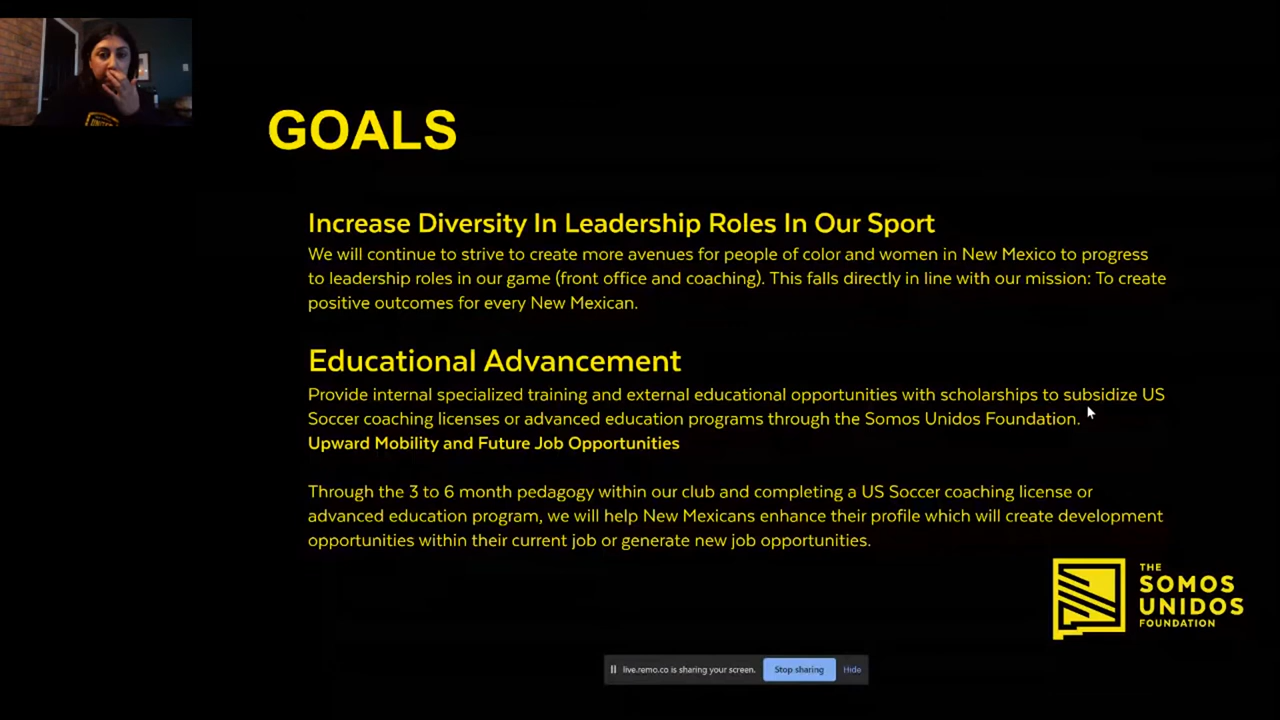 GOALS
Increase Diversity In Leadership Roles In Our Sport
We will continue to strive to create more avenues for people of color and women in New Mexico to progress
to leadership roles in our game (front office and coaching). This falls directly in line with our mission: To create
positive outcomes for every New Mexican.
Educational Advancement
Provide internal specialized training and external educational opportunities with scholarships to subsidize US
Soccer coaching licenses or advanced education programs through the Somos Unidos Foundation.
Upward Mobility and Future Job Opportunities
Through the 3 to 6 month pedagogy within our club and completing a US Soccer coaching license or
advanced education program, we will help New Mexicans enhance their profile which will create development
opportunities within their current job or generate new job opportunities.
THE
SOMOS
UNIDOS
FOUNDATION
live.remo.co is sharing your screen. Stop sharing Hide